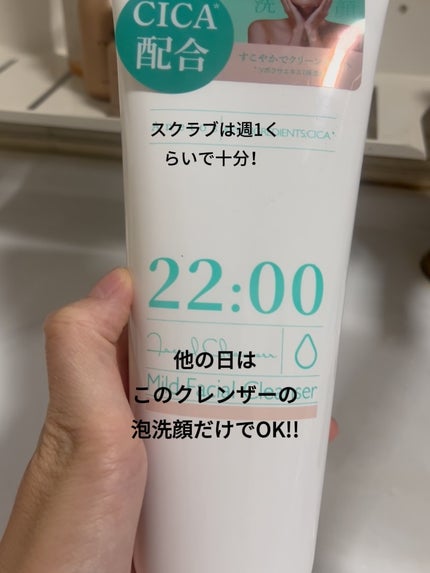 CICA*
配合
洗 顔
すこやかでクリーン
スクラブは週1く
らいで十分!
22:00
他の日は
Mild Facial Cleanser
このクレンザーの
泡洗顔だけでOK!!